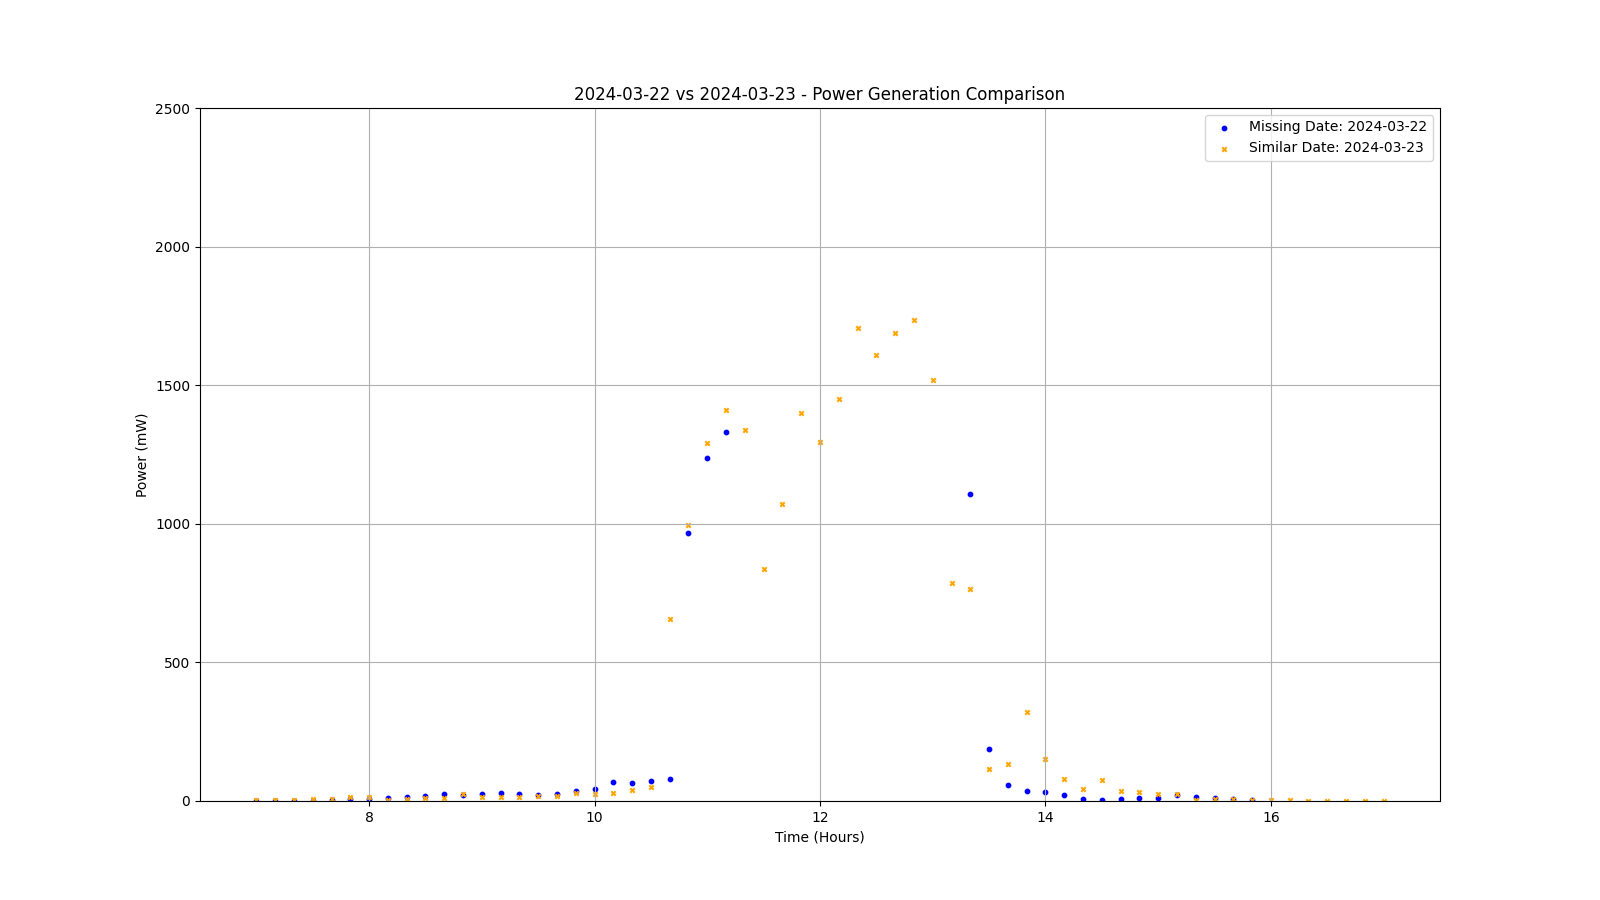 2024-03-22 vs 2024-03-23 - Power Generation Comparison
Missing Date: 2024-03-22
Similar Date: 2024-03-23
2500
2000
1500
1000
500
0
Power (mW)
8
10
12
14
16
Time (Hours)